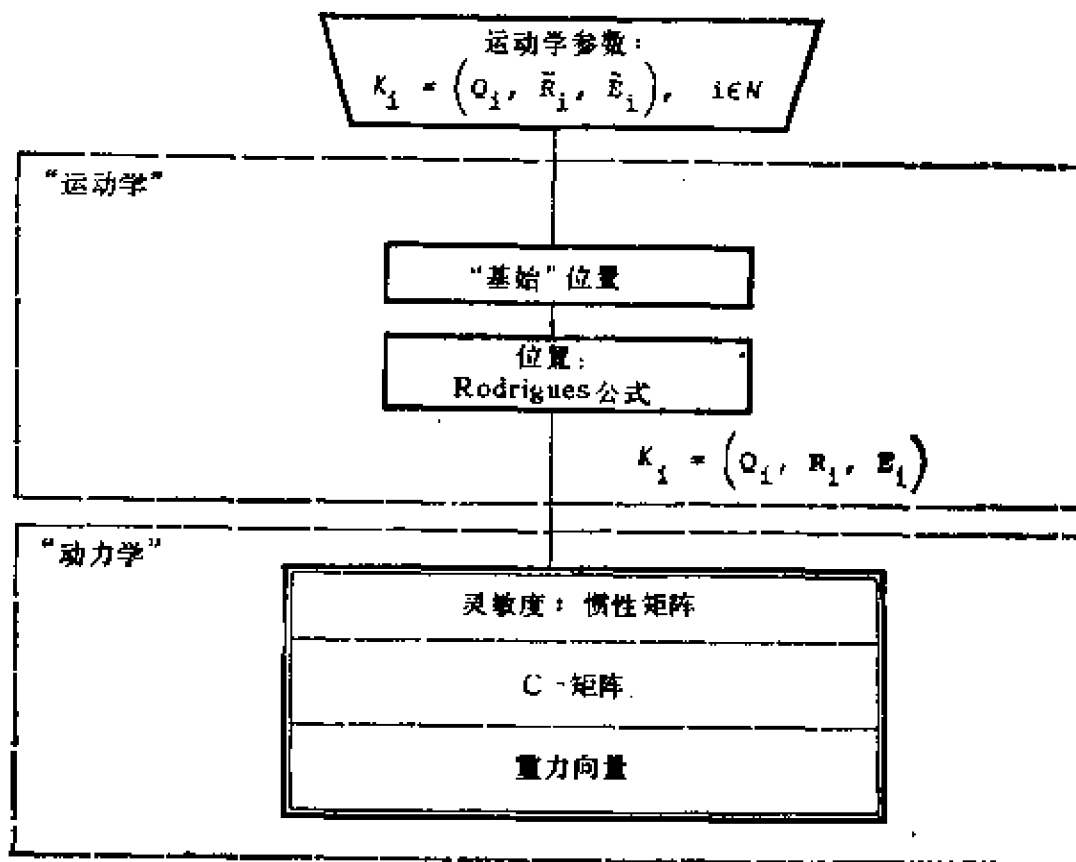 运动学参数:
K_i = (Q_i, R̃_i, Ẽ_i), i∈N
“运动学”
“基始”位置
位置:
Rodrigues公式
K_i = (Q_i, R_i, E_i)
“动力学”
灵敏度: 惯性矩阵
C-矩阵
重力向量